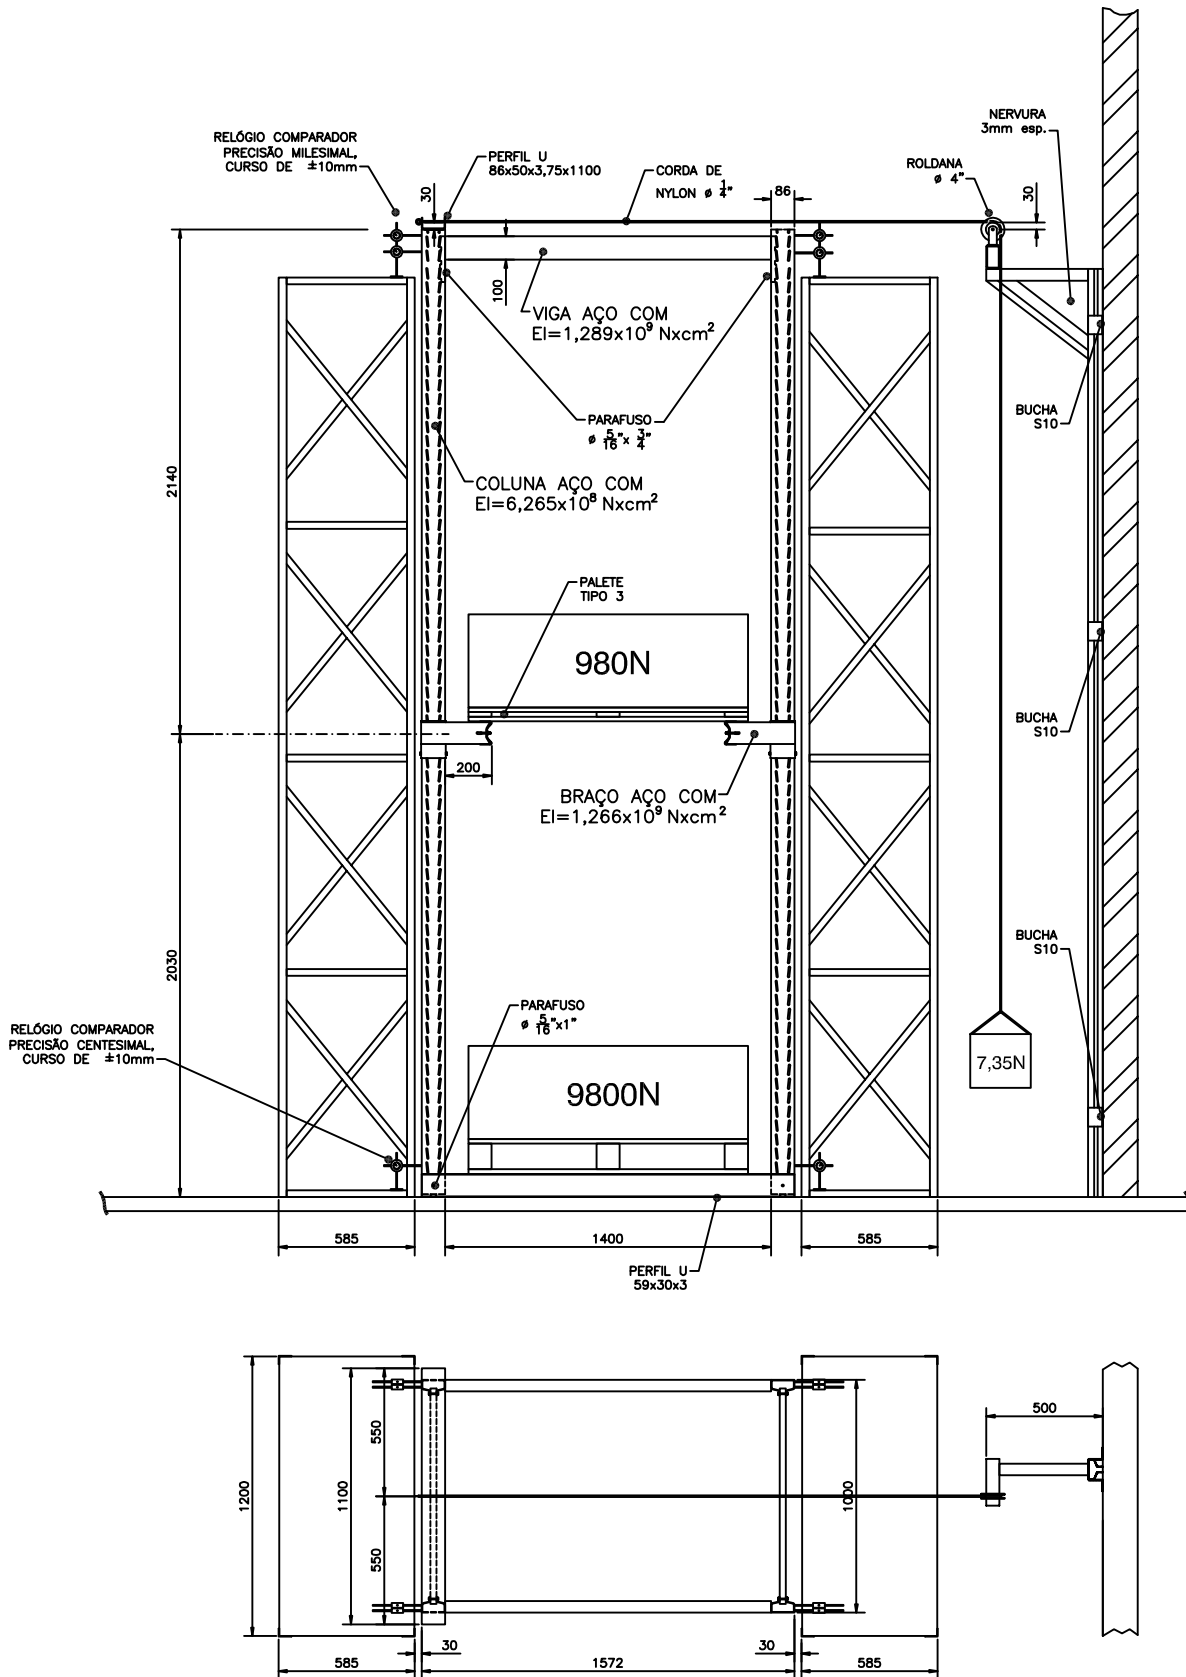 NERVURA
3mm esp.
RELÓGIO COMPARADOR
PRECISÃO MILESIMAL,
CURSO DE ±10mm
PERFIL U
86x50x3,75x1100
CORDA DE
NYLON ø 1/4"
ROLDANA
ø 4"
30
86
30
100
VIGA AÇO COM
EI=1,289x10⁹ Nxcm²
BUCHA
S10
PARAFUSO
ø 5/16"x 3/4"
2140
COLUNA AÇO COM
EI=6,265x10⁸ Nxcm²
PALETE
TIPO 3
980N
BUCHA
S10
200
BRAÇO AÇO COM
EI=1,266x10⁹ Nxcm²
2030
BUCHA
S10
PARAFUSO
ø 5/16"x1"
RELÓGIO COMPARADOR
PRECISÃO CENTESIMAL,
CURSO DE ±10mm
7,35N
9800N
585
1400
585
PERFIL U
59x30x3
500
550
1200
1100
1000
550
30
30
585
1572
585